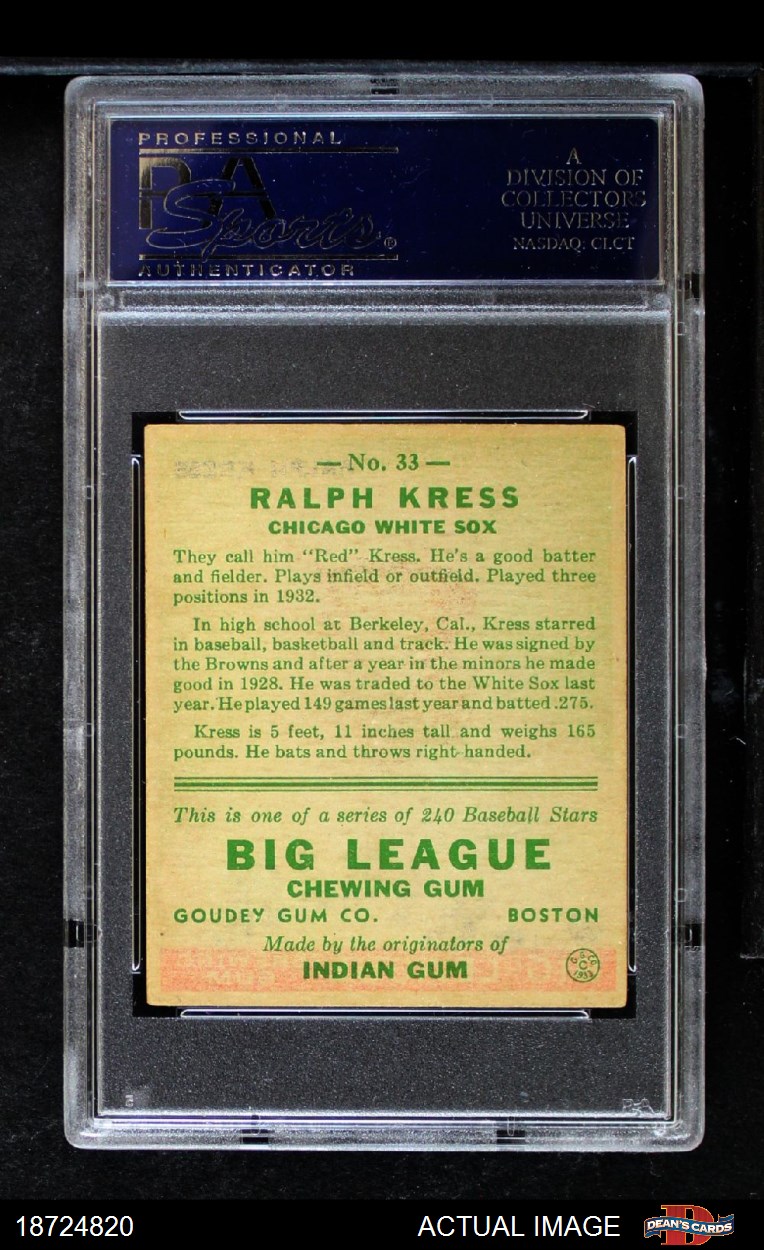 PROFESSIONAL
PSA
Sports®
AUTHENTICATOR
A
DIVISION OF
COLLECTORS
UNIVERSE
NASDAQ: CLCT
— No. 33 —
RALPH KRESS
CHICAGO WHITE SOX
They call him "Red" Kress. He's a good batter
and fielder. Plays infield or outfield. Played three
positions in 1932.
In high school at Berkeley, Cal., Kress starred
in baseball, basketball and track. He was signed by
the Browns and after a year in the minors he made
good in 1928. He was traded to the White Sox last
year. He played 149 games last year and batted .275.
Kress is 5 feet, 11 inches tall and weighs 165
pounds. He bats and throws right-handed.
This is one of a series of 240 Baseball Stars
BIG LEAGUE
CHEWING GUM
GOUDEY GUM CO. BOSTON
Made by the originators of
INDIAN GUM
G.G.CO.
C
1933
PSA
18724820
ACTUAL IMAGE
DEAN'S CARDS